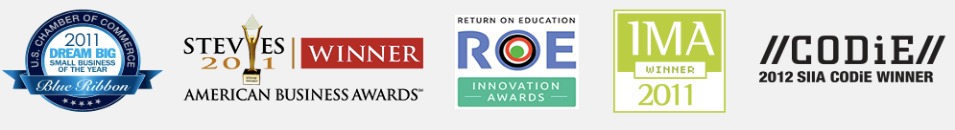 U.S. CHAMBER OF COMMERCE
2011
DREAM BIG
SMALL BUSINESS
OF THE YEAR
Blue Ribbon
STEVIES
2011
WINNER
AMERICAN BUSINESS AWARDS℠
RETURN ON EDUCATION
ROE
INNOVATION
AWARDS
IMA
WINNER
2011
//CODiE//
2012 SIIA CODiE WINNER